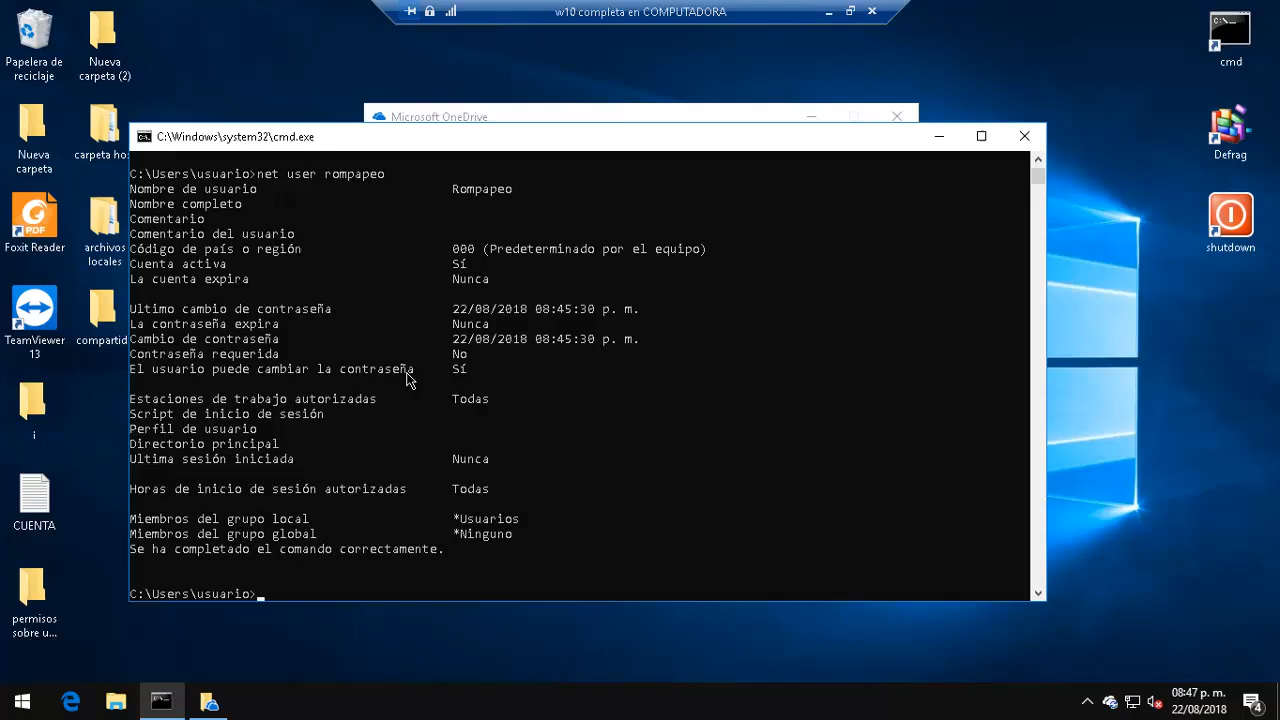 w10 completa en COMPUTADORA
Papelera de
reciclaje
Nueva
carpeta (2)
cmd
Microsoft OneDrive
C:\Windows\system32\cmd.exe
Nueva
carpeta
carpeta ho
Defrag
C:\Users\usuario>net user rompapeo
Nombre de usuario Rompapeo
Nombre completo
Comentario
Comentario del usuario
Código de país o región 000 (Predeterminado por el equipo)
Cuenta activa Sí
La cuenta expira Nunca
Ultimo cambio de contraseña 22/08/2018 08:45:30 p. m.
La contraseña expira Nunca
Cambio de contraseña 22/08/2018 08:45:30 p. m.
Contraseña requerida No
El usuario puede cambiar la contraseña Sí
Estaciones de trabajo autorizadas Todas
Script de inicio de sesión
Perfil de usuario
Directorio principal
Ultima sesión iniciada Nunca
Horas de inicio de sesión autorizadas Todas
Miembros del grupo local *Usuarios
Miembros del grupo global *Ninguno
Se ha completado el comando correctamente.
C:\Users\usuario>
PDF
Foxit Reader
archivos
locales
shutdown
TeamViewer
13
compartid
i
CUENTA
permisos
sobre u...
08:47 p. m.
22/08/2018
4